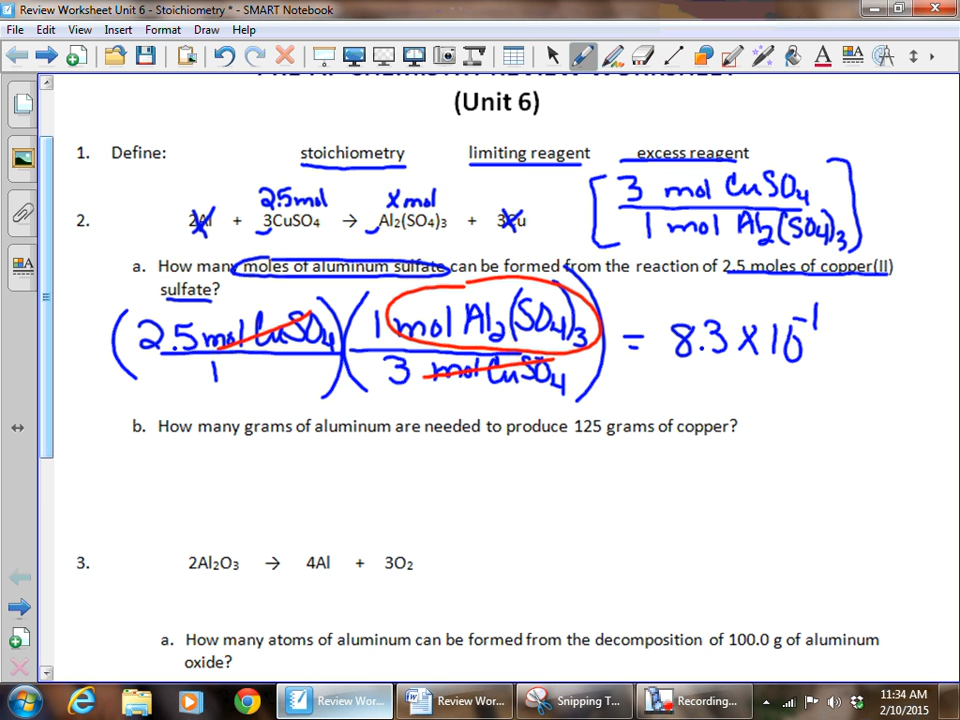 Review Worksheet Unit 6 - Stoichiometry * - SMART Notebook
File Edit View Insert Format Draw Help
(Unit 6)
1. Define: stoichiometry limiting reagent excess reagent
3 mol CuSO4
1 mol Al2(SO4)3
2.5mol x mol
2. 2Al + 3CuSO4 → Al2(SO4)3 + 3Cu
a. How many moles of aluminum sulfate can be formed from the reaction of 2.5 moles of copper(II)
sulfate?
(2.5 mol CuSO4)(1 mol Al2(SO4)3) = 8.3 x 10-1
1 3 mol CuSO4
b. How many grams of aluminum are needed to produce 125 grams of copper?
3. 2Al2O3 → 4Al + 3O2
a. How many atoms of aluminum can be formed from the decomposition of 100.0 g of aluminum
oxide?
Review Wor... Review Wor... Snipping T... Recording...
11:34 AM
2/10/2015